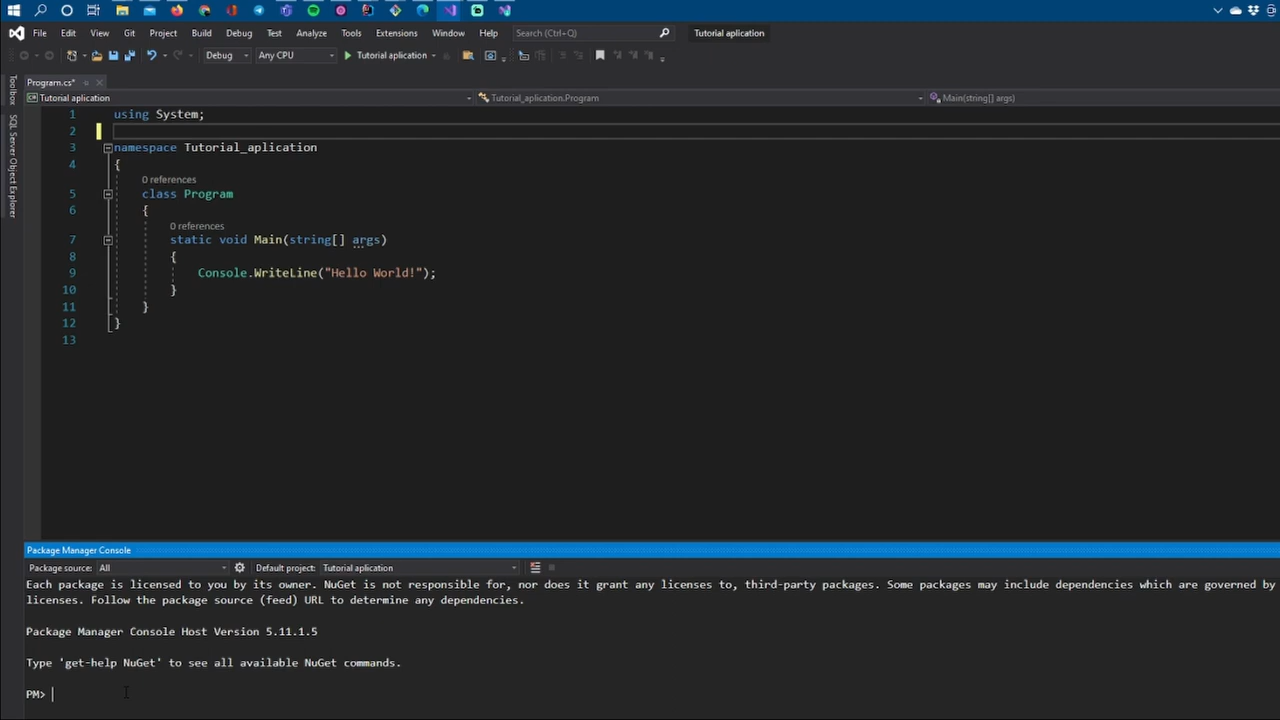 File Edit View Git Project Build Debug Test Analyze Tools Extensions Window Help Search (Ctrl+Q) Tutorial aplication
Debug Any CPU Tutorial aplication
Program.cs*
Tutorial aplication Tutorial_aplication.Program Main(string[] args)
Toolbox
SQL Server Object Explorer
1 using System;
2
3 namespace Tutorial_aplication
4 {
0 references
5 class Program
6 {
0 references
7 static void Main(string[] args)
8 {
9 Console.WriteLine("Hello World!");
10 }
11 }
12 }
13
Package Manager Console
Package source: All Default project: Tutorial aplication
Each package is licensed to you by its owner. NuGet is not responsible for, nor does it grant any licenses to, third-party packages. Some packages may include dependencies which are governed by
licenses. Follow the package source (feed) URL to determine any dependencies.
Package Manager Console Host Version 5.11.1.5
Type 'get-help NuGet' to see all available NuGet commands.
PM>